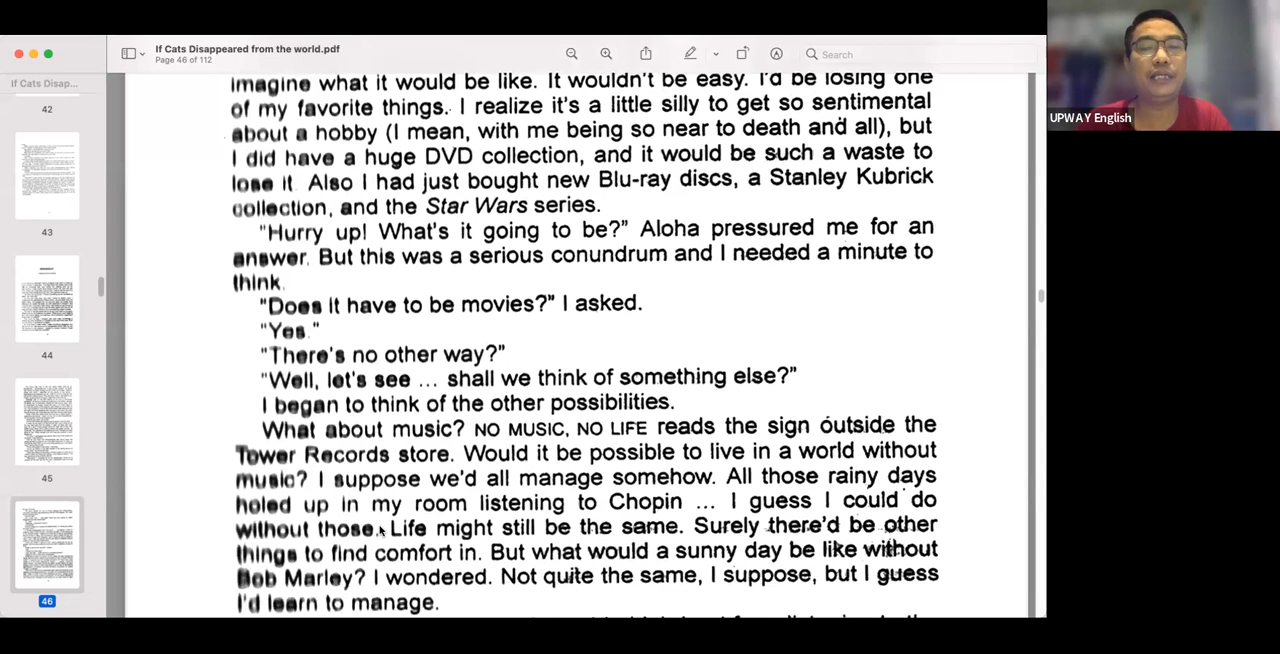 If Cats Disappeared from the world.pdf
Page 46 of 112
Search
If Cats Disap...
42
43
44
45
46
imagine what it would be like. It wouldn't be easy. I'd be losing one
of my favorite things. I realize it's a little silly to get so sentimental
about a hobby (I mean, with me being so near to death and all), but
I did have a huge DVD collection, and it would be such a waste to
lose it. Also I had just bought new Blu-ray discs, a Stanley Kubrick
collection, and the Star Wars series.
"Hurry up! What's it going to be?" Aloha pressured me for an
answer. But this was a serious conundrum and I needed a minute to
think.
"Does it have to be movies?" I asked.
"Yes."
"There's no other way?"
"Well, let's see ... shall we think of something else?"
I began to think of the other possibilities.
What about music? NO MUSIC, NO LIFE reads the sign outside the
Tower Records store. Would it be possible to live in a world without
music? I suppose we'd all manage somehow. All those rainy days
holed up in my room listening to Chopin ... I guess I could do
without those. Life might still be the same. Surely there'd be other
things to find comfort in. But what would a sunny day be like without
Bob Marley? I wondered. Not quite the same, I suppose, but I guess
I'd learn to manage.
UPWAY English